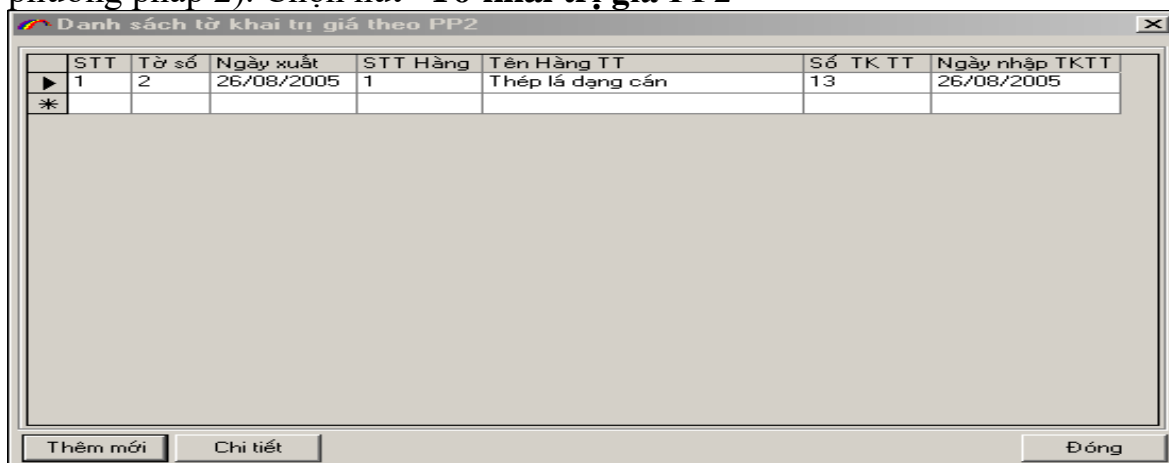 phương pháp 2). Chọn nút "Tờ khai trị giá PP2"
Danh sách tờ khai trị giá theo PP2
STT Tờ số Ngày xuất STT Hàng Tên Hàng TT Số TK TT Ngày nhập TKTT
1 2 26/08/2005 1 Thép lá dạng cán 13 26/08/2005
Thêm mới Chi tiết Đóng